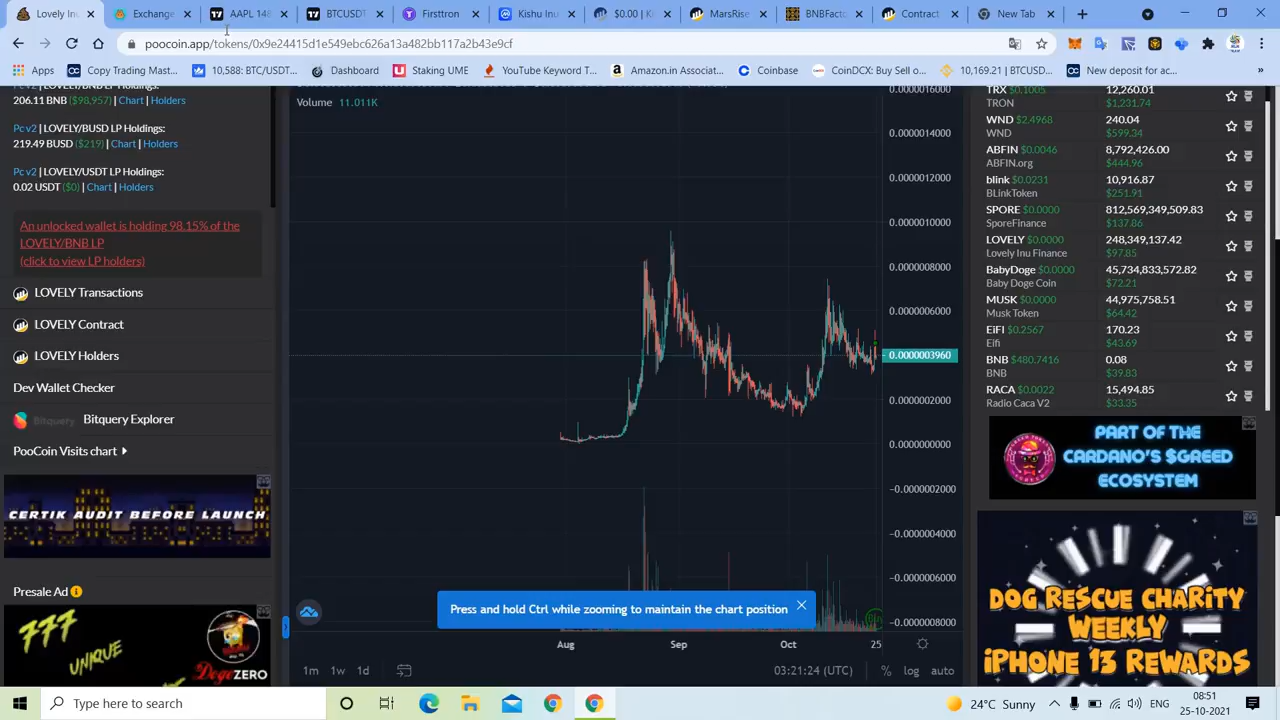 Lovely Exchange
AAPL 148
BTCUSDT
Firsttron
Kishu Inu
$0.00 | K
MarsRise
BNBFact
Contract
New Tab
poocoin.app/tokens/0x9e24415d1e549ebc626a13a482bb117a2b43e9cf
Apps
Copy Trading Mast...
10,588: BTC/USDT...
Dashboard
Staking UME
YouTube Keyword T...
Amazon.in Associat...
Coinbase
CoinDCX: Buy Sell o...
10,169.21 | BTCUSD...
New deposit for ac...
»
206.11 BNB ($98,957) | Chart | Holders
Pc v2 | LOVELY/BUSD LP Holdings:
219.49 BUSD ($219) | Chart | Holders
Pc v2 | LOVELY/USDT LP Holdings:
0.02 USDT ($0) | Chart | Holders
An unlocked wallet is holding 98.15% of the
LOVELY/BNB LP
(click to view LP holders)
LOVELY Transactions
LOVELY Contract
LOVELY Holders
Dev Wallet Checker
Bitquery Bitquery Explorer
PooCoin Visits chart
CERTIK AUDIT BEFORE LAUNCH
Presale Ad
777
UNIQUE
DogeZERO
Volume 11.011K
0.0000016000
0.0000014000
0.0000012000
0.0000010000
0.0000008000
0.0000006000
0.0000003960
0.0000002000
0.0000000000
−0.0000002000
−0.0000004000
−0.0000006000
−0.0000008000
Press and hold Ctrl while zooming to maintain the chart position
Aug Sep Oct 25
1m 1w 1d
03:21:24 (UTC)
% log auto
TRX $0.1005 12,260.01
TRON $1,231.74
WND $2.4968 240.04
WND $599.34
ABFIN $0.0046 8,792,426.00
ABFIN.org $444.96
blink $0.0231 10,916.87
BLinkToken $251.91
SPORE $0.0000 812,569,349,509.83
SporeFinance $137.86
LOVELY $0.0000 248,349,137.42
Lovely Inu Finance $97.85
BabyDoge $0.0000 45,734,833,572.82
Baby Doge Coin $72.21
MUSK $0.0000 44,975,758.51
Musk Token $64.42
EiFI $0.2567 170.23
Eifi $43.69
BNB $480.7416 0.08
BNB $39.83
RACA $0.0022 15,494.85
Radio Caca V2 $33.35
PART OF THE
CARDANO'S $GREED
ECOSYSTEM
DOG RESCUE CHARITY
WEEKLY
iPHONE 13 REWARDS
Type here to search
24°C Sunny
ENG
08:51
25-10-2021